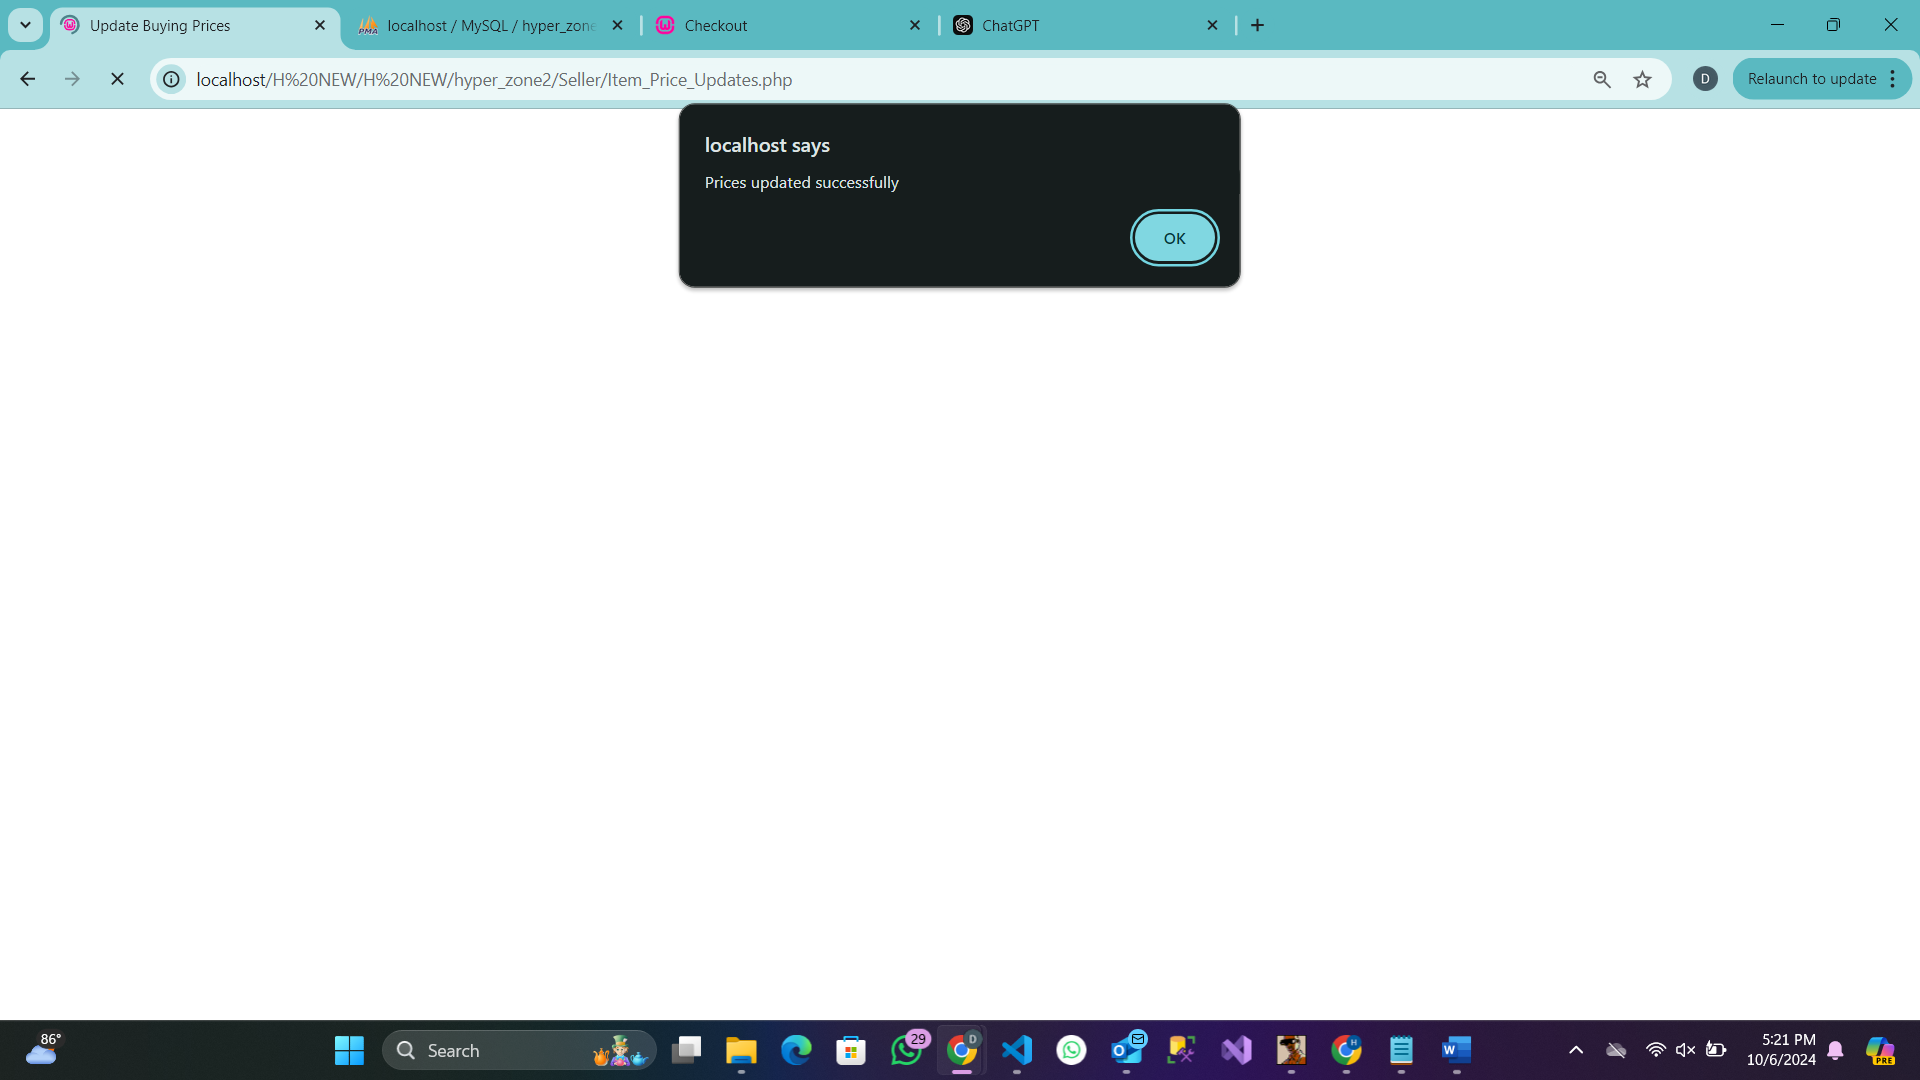 Update Buying Prices
localhost / MySQL / hyper_zone
Checkout
ChatGPT
localhost/H%20NEW/H%20NEW/hyper_zone2/Seller/Item_Price_Updates.php
D
Relaunch to update
localhost says
Prices updated successfully
OK
86°
Search
29
D
H
5:21 PM
10/6/2024
PRE